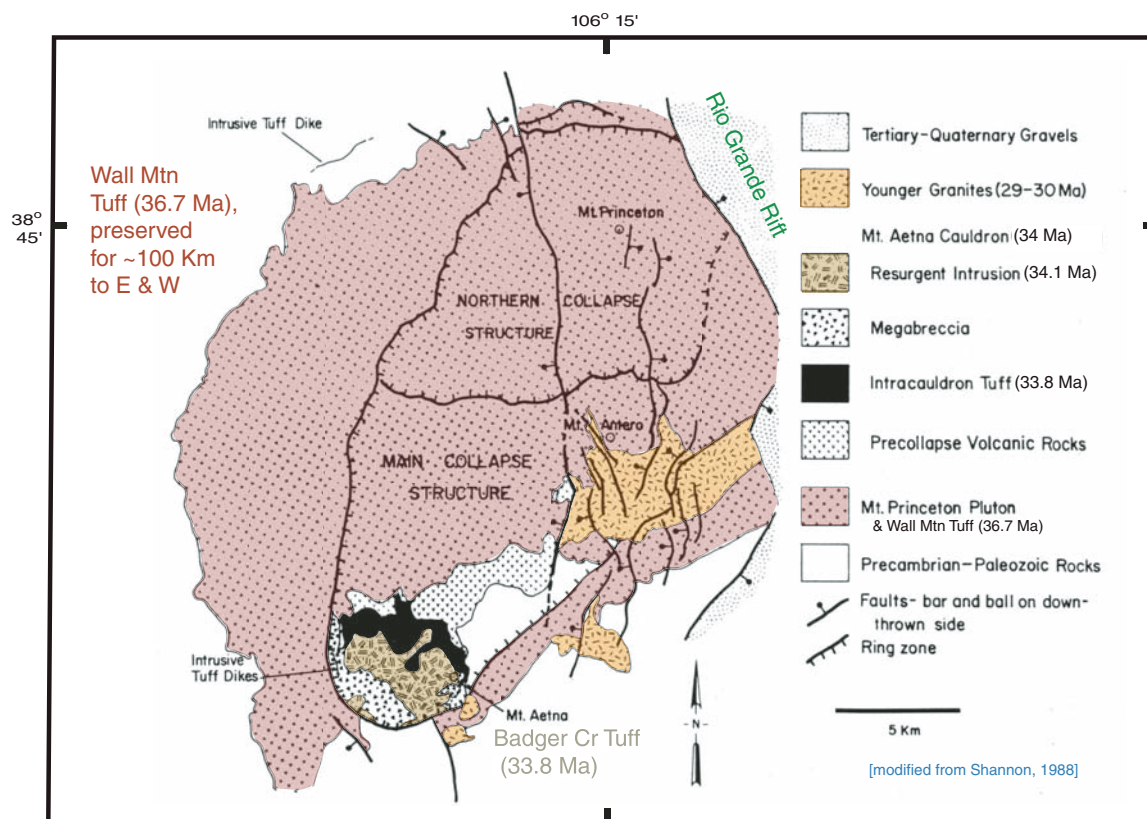 106° 15'
38°
45'
Intrusive Tuff Dike
Wall Mtn
Tuff (36.7 Ma),
preserved
for ~100 Km
to E & W
Rio Grande Rift
Mt. Princeton
NORTHERN COLLAPSE
STRUCTURE
Mt. Antero
MAIN COLLAPSE
STRUCTURE
Intrusive
Tuff Dikes
Mt. Aetna
Badger Cr Tuff
(33.8 Ma)
Tertiary-Quaternary Gravels
Younger Granites (29-30 Ma)
Mt. Aetna Cauldron (34 Ma)
Resurgent Intrusion (34.1 Ma)
Megabreccia
Intracauldron Tuff (33.8 Ma)
Precollapse Volcanic Rocks
Mt. Princeton Pluton
& Wall Mtn Tuff (36.7 Ma)
Precambrian-Paleozoic Rocks
Faults- bar and ball on down-
thrown side
Ring zone
-N-
5 Km
[modified from Shannon, 1988]